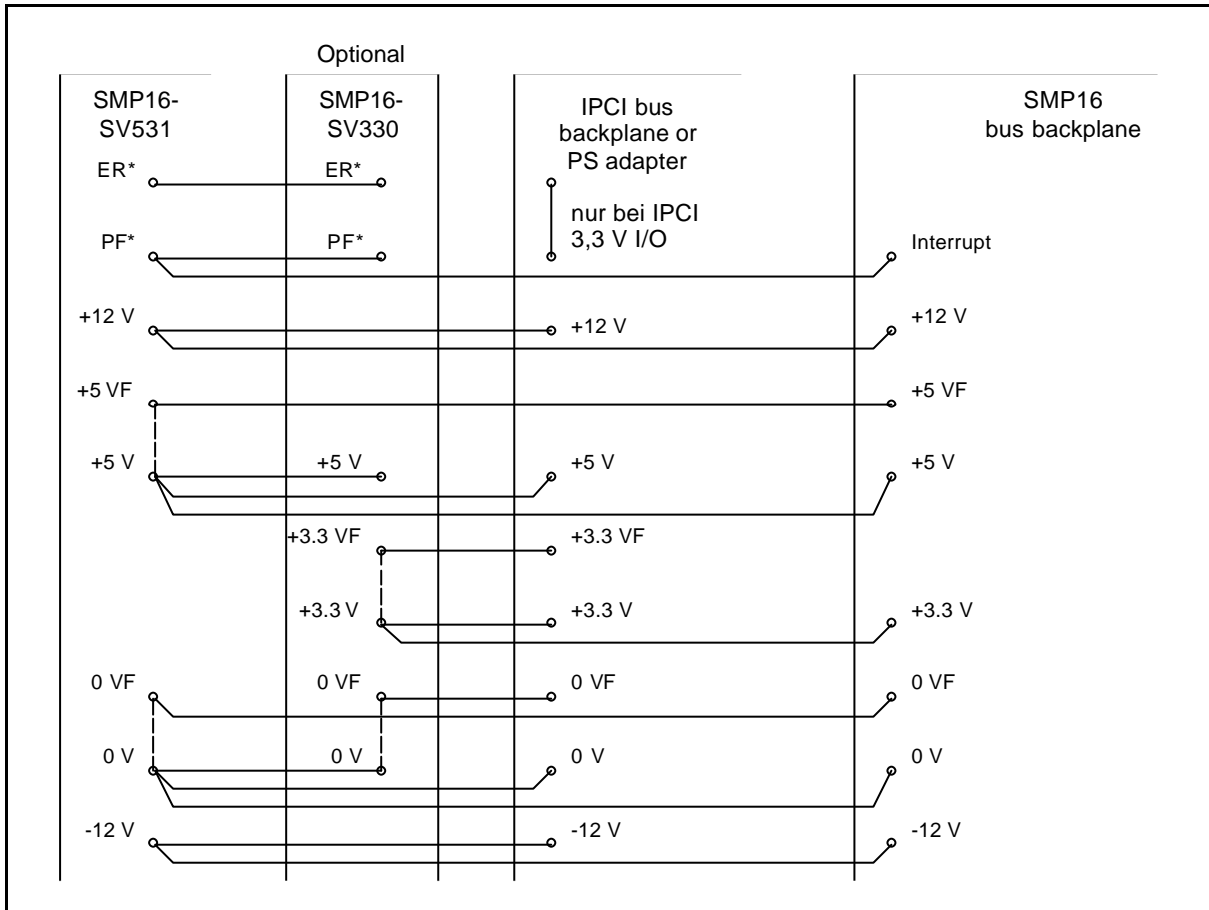 Optional
SMP16-
SV531
SMP16-
SV330
IPCI bus
backplane or
PS adapter
SMP16
bus backplane
ER*
ER*
nur bei IPCI
3,3 V I/O
PF*
PF*
Interrupt
+12 V
+12 V
+12 V
+5 VF
+5 VF
+5 V
+5 V
+5 V
+5 V
+3.3 VF
+3.3 VF
+3.3 V
+3.3 V
+3.3 V
0 VF
0 VF
0 VF
0 VF
0 V
0 V
0 V
0 V
-12 V
-12 V
-12 V